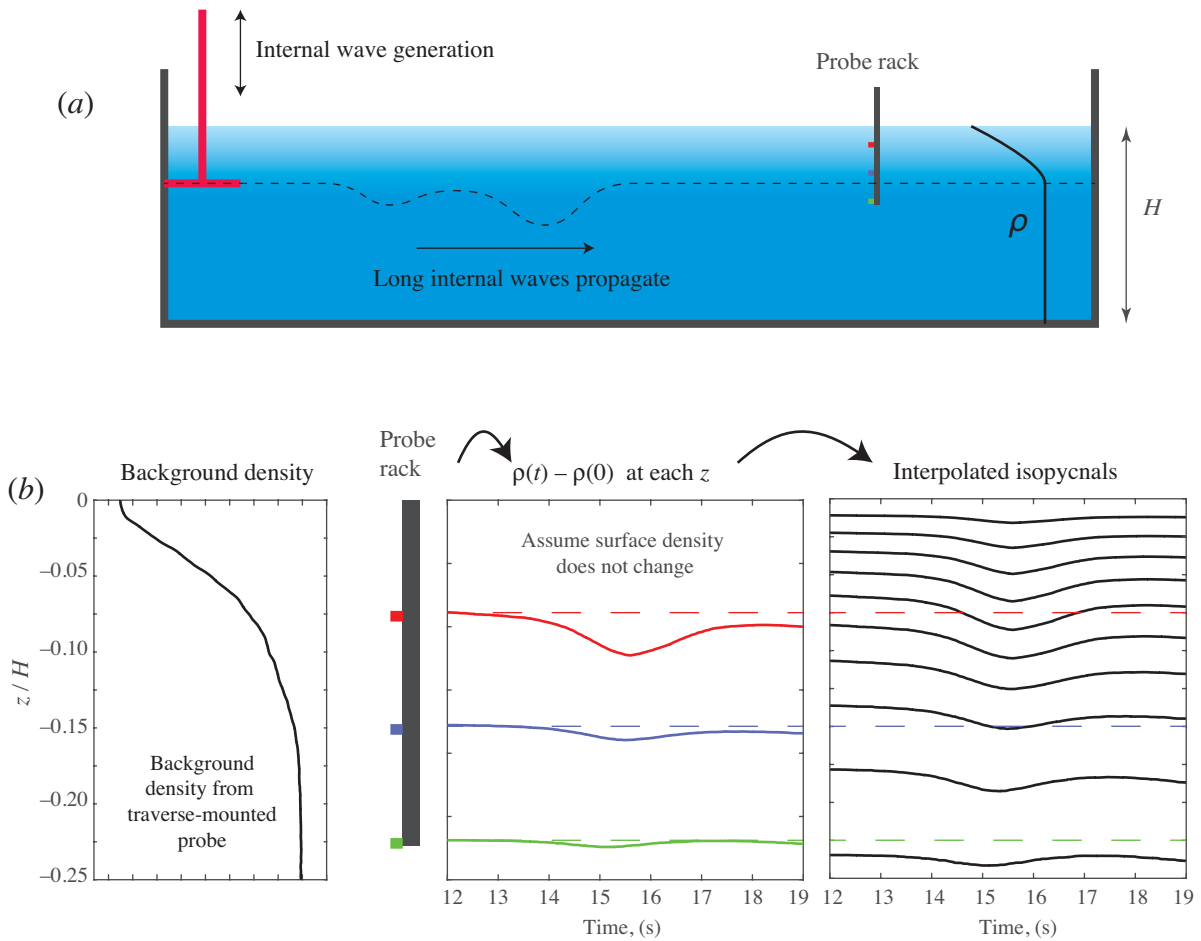 Internal wave generation
Probe rack
(a)
H
ρ
Long internal waves propagate
(b)
Background density
Probe
rack
ρ(t) – ρ(0) at each z
Interpolated isopycnals
0
–0.05
–0.10
–0.15
–0.20
–0.25
z / H
Background
density from
traverse-mounted
probe
Assume surface density
does not change
12 13 14 15 16 17 18 19
Time, (s)
12 13 14 15 16 17 18 19
Time, (s)